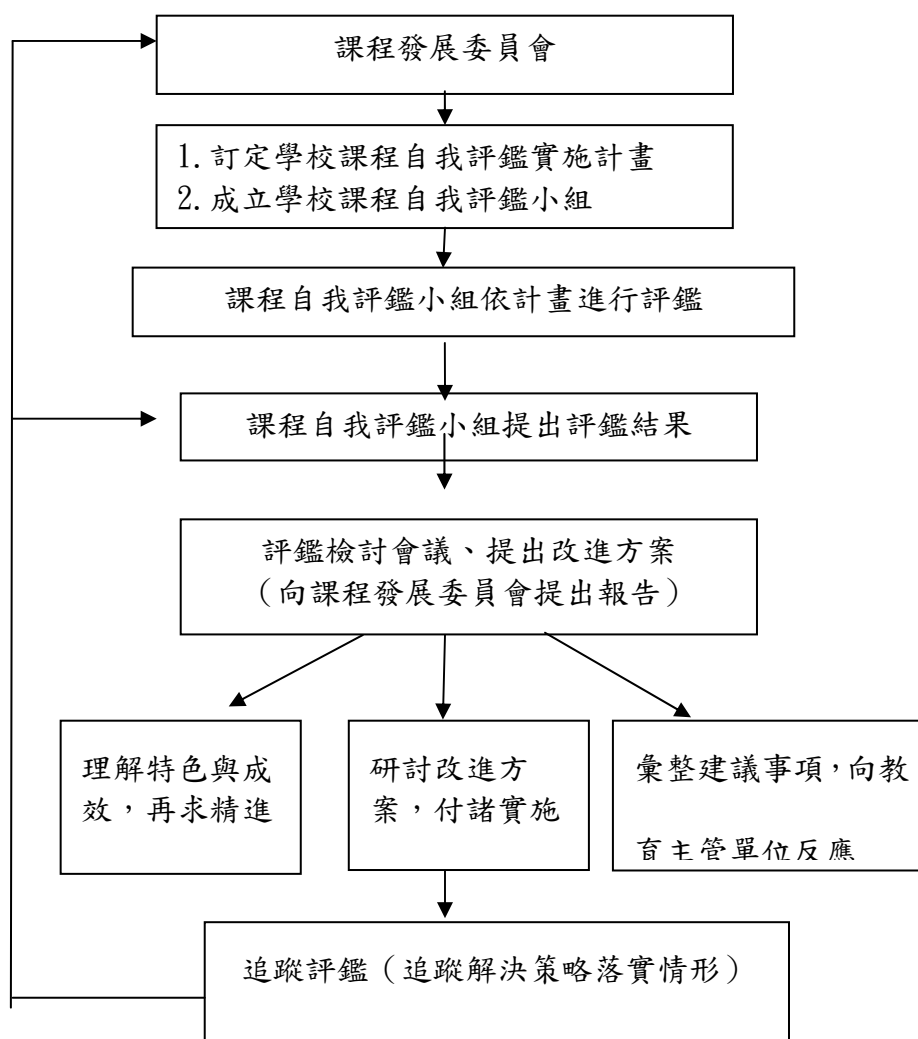 課程發展委員會
1.訂定學校課程自我評鑑實施計畫
2.成立學校課程自我評鑑小組
課程自我評鑑小組依計畫進行評鑑
課程自我評鑑小組提出評鑑結果
評鑑檢討會議、提出改進方案
（向課程發展委員會提出報告）
理解特色與成
效，再求精進
研討改進方
案，付諸實施
彙整建議事項，向教
育主管單位反應
追蹤評鑑（追蹤解決策略落實情形）